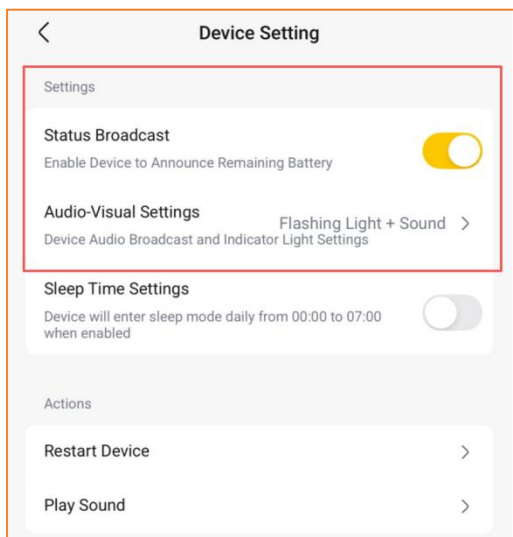 Device Setting
Settings
Status Broadcast
Enable Device to Announce Remaining Battery
Audio-Visual Settings
Flashing Light + Sound
Device Audio Broadcast and Indicator Light Settings
Sleep Time Settings
Device will enter sleep mode daily from 00:00 to 07:00
when enabled
Actions
Restart Device
Play Sound